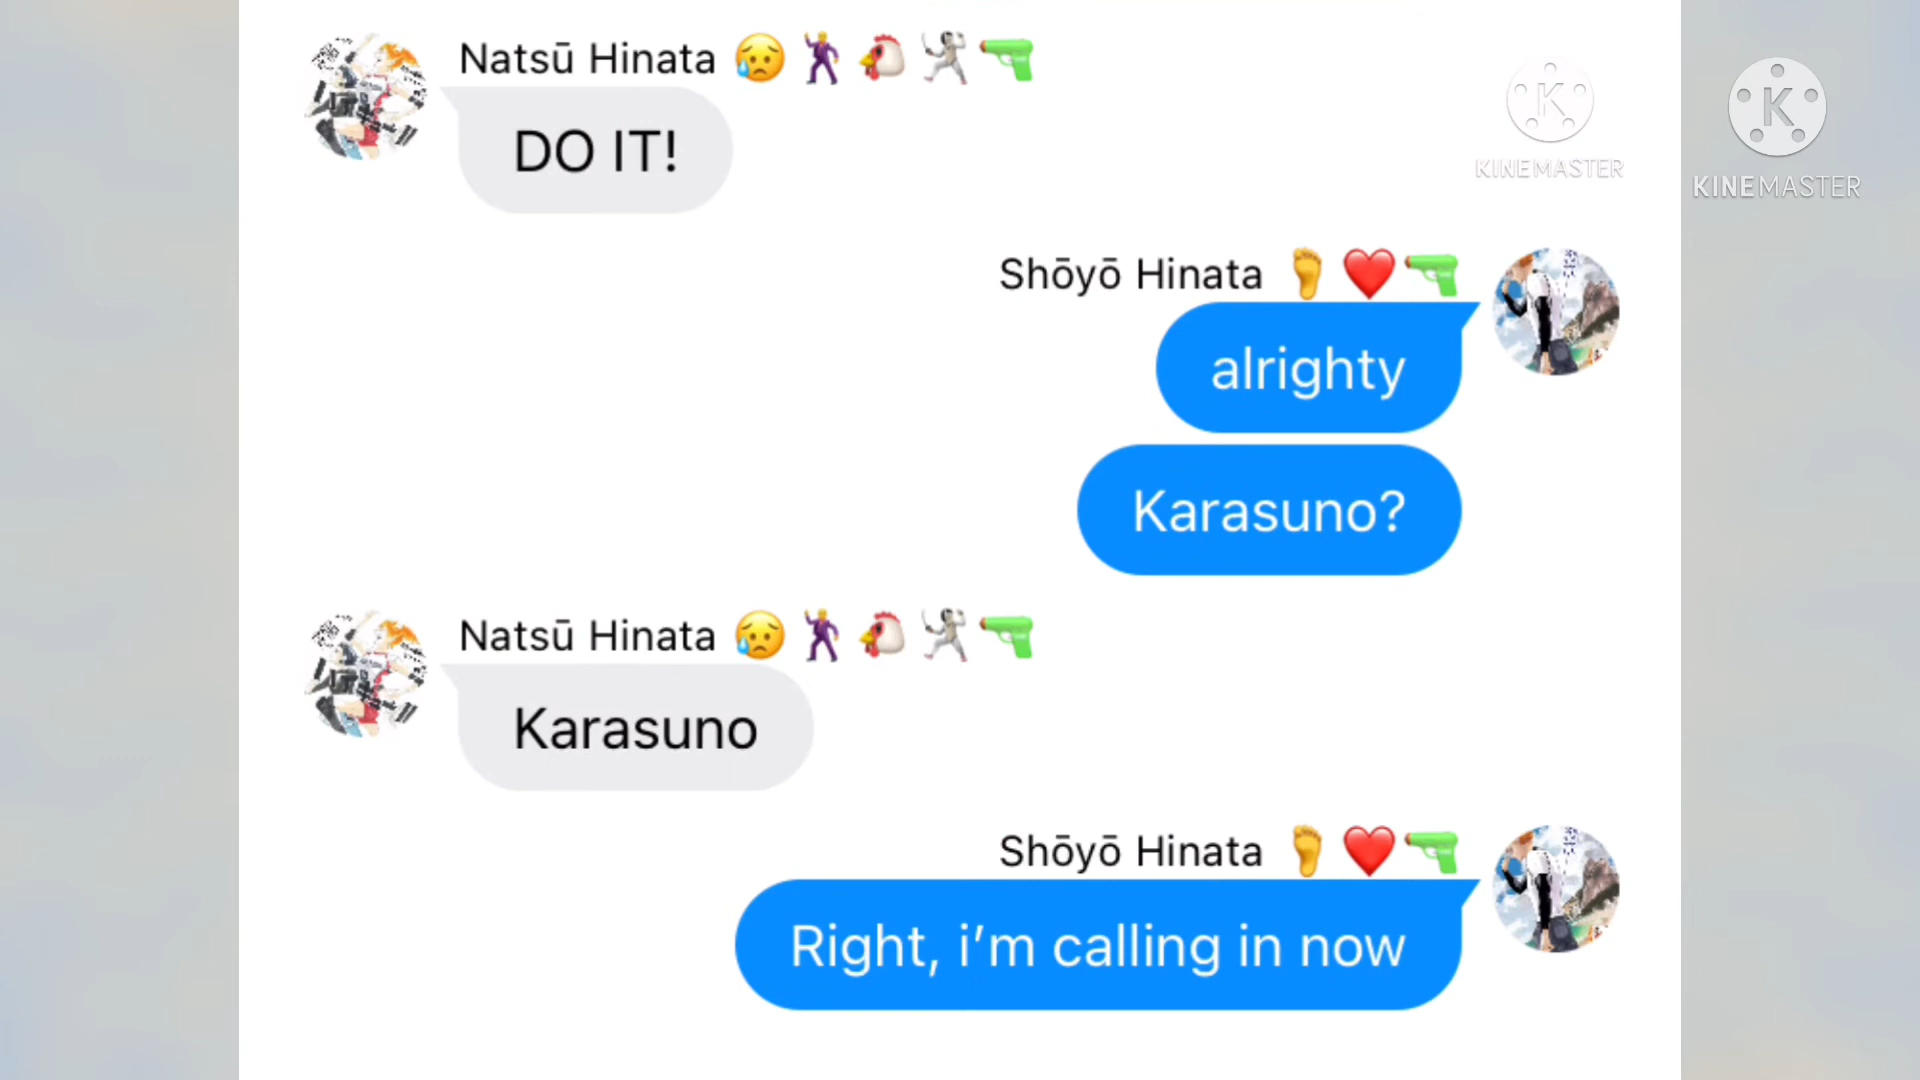 Natsū Hinata 😥🕺🐔🤺🔫
DO IT!
KINEMASTER
KINEMASTER
Shōyō Hinata 🦶❤️🔫
alrighty
Karasuno?
Natsū Hinata 😥🕺🐔🤺🔫
Karasuno
Shōyō Hinata 🦶❤️🔫
Right, i’m calling in now